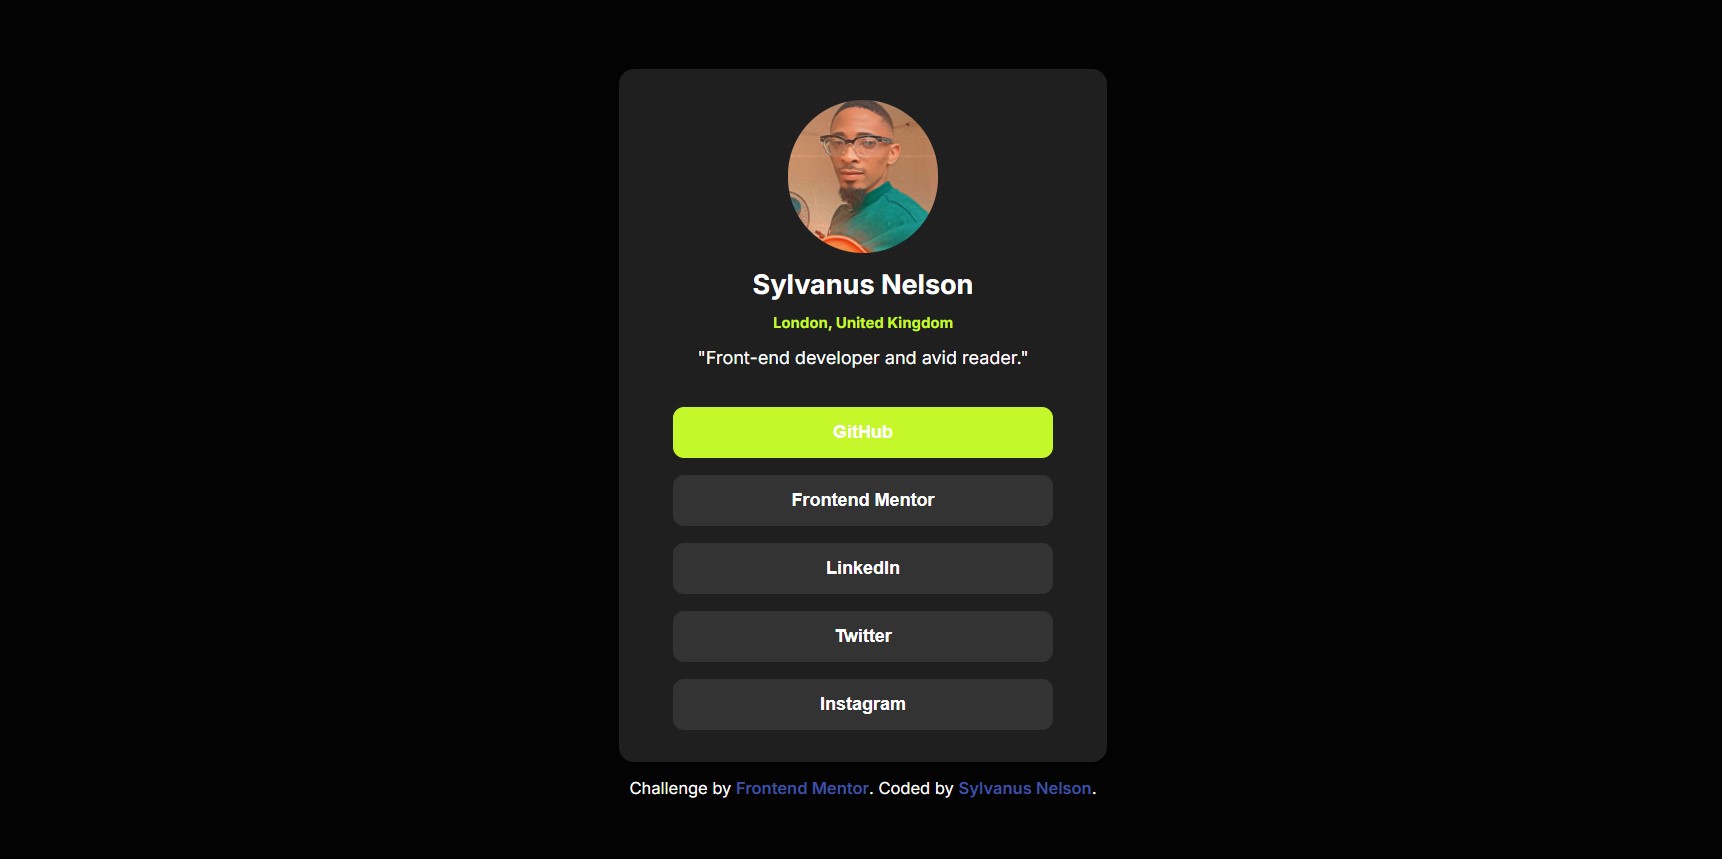 Sylvanus Nelson
London, United Kingdom
"Front-end developer and avid reader."
GitHub
Frontend Mentor
LinkedIn
Twitter
Instagram
Challenge by Frontend Mentor. Coded by Sylvanus Nelson.